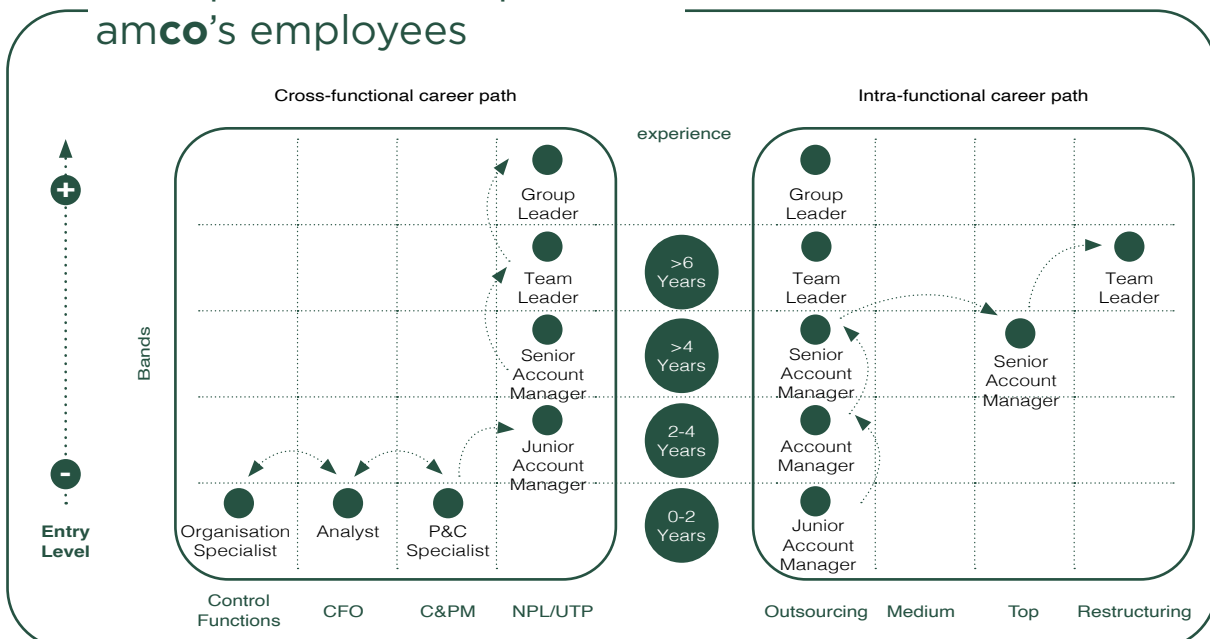 amco's employees
Cross-functional career path
Intra-functional career path
experience
+
-
Bands
Entry
Level
Group
Leader
Team
Leader
Senior
Account
Manager
Junior
Account
Manager
Organisation
Specialist
Analyst
P&C
Specialist
>6
Years
>4
Years
2-4
Years
0-2
Years
Group
Leader
Team
Leader
Senior
Account
Manager
Account
Manager
Junior
Account
Manager
Senior
Account
Manager
Team
Leader
Control
Functions
CFO
C&PM
NPL/UTP
Outsourcing
Medium
Top
Restructuring